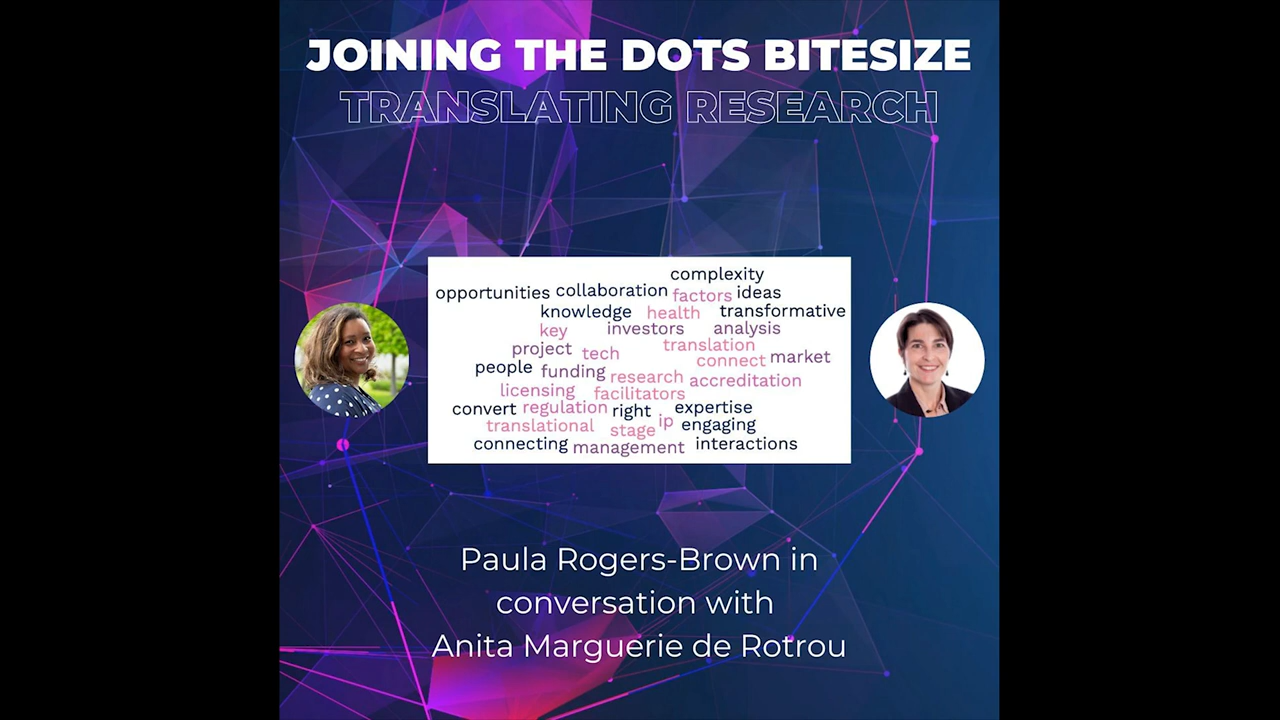 JOINING THE DOTS BITESIZE
TRANSLATING RESEARCH
complexity
opportunities collaboration factors ideas
knowledge health transformative
key investors analysis
project tech translation
people funding research connect market
licensing facilitators accreditation
convert regulation right expertise
translational stage ip engaging
connecting management interactions
Paula Rogers-Brown in
conversation with
Anita Marguerie de Rotrou